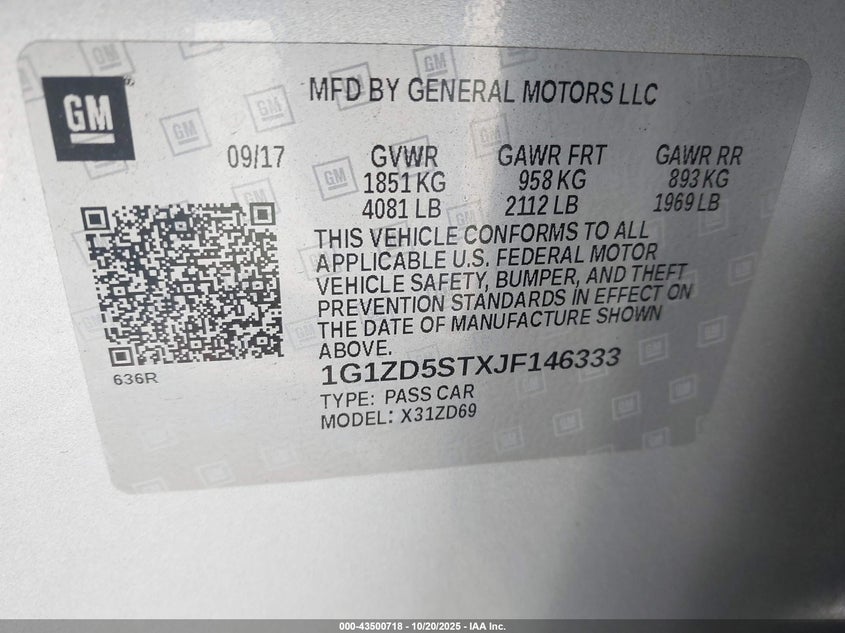 GM
MFD BY GENERAL MOTORS LLC
09/17 GVWR GAWR FRT GAWR RR
1851 KG 958 KG 893 KG
4081 LB 2112 LB 1969 LB
THIS VEHICLE CONFORMS TO ALL
APPLICABLE U.S. FEDERAL MOTOR
VEHICLE SAFETY, BUMPER, AND THEFT
PREVENTION STANDARDS IN EFFECT ON
THE DATE OF MANUFACTURE SHOWN
ABOVE.
636R
1G1ZD5STXJF146333
TYPE: PASS CAR
MODEL: X31ZD69
000-43500718 - 10/20/2025 - IAA Inc.